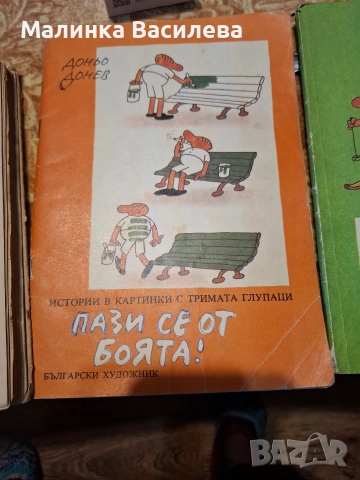 Малинка Василева
ДОНЬО
ДОНЕВ
ИСТОРИИ В КАРТИНКИ С ТРИМАТА ГЛУПАЦИ
ПАЗИ СЕ ОТ
БОЯТА!
БЪЛГАРСКИ ХУДОЖНИК
BAZAR